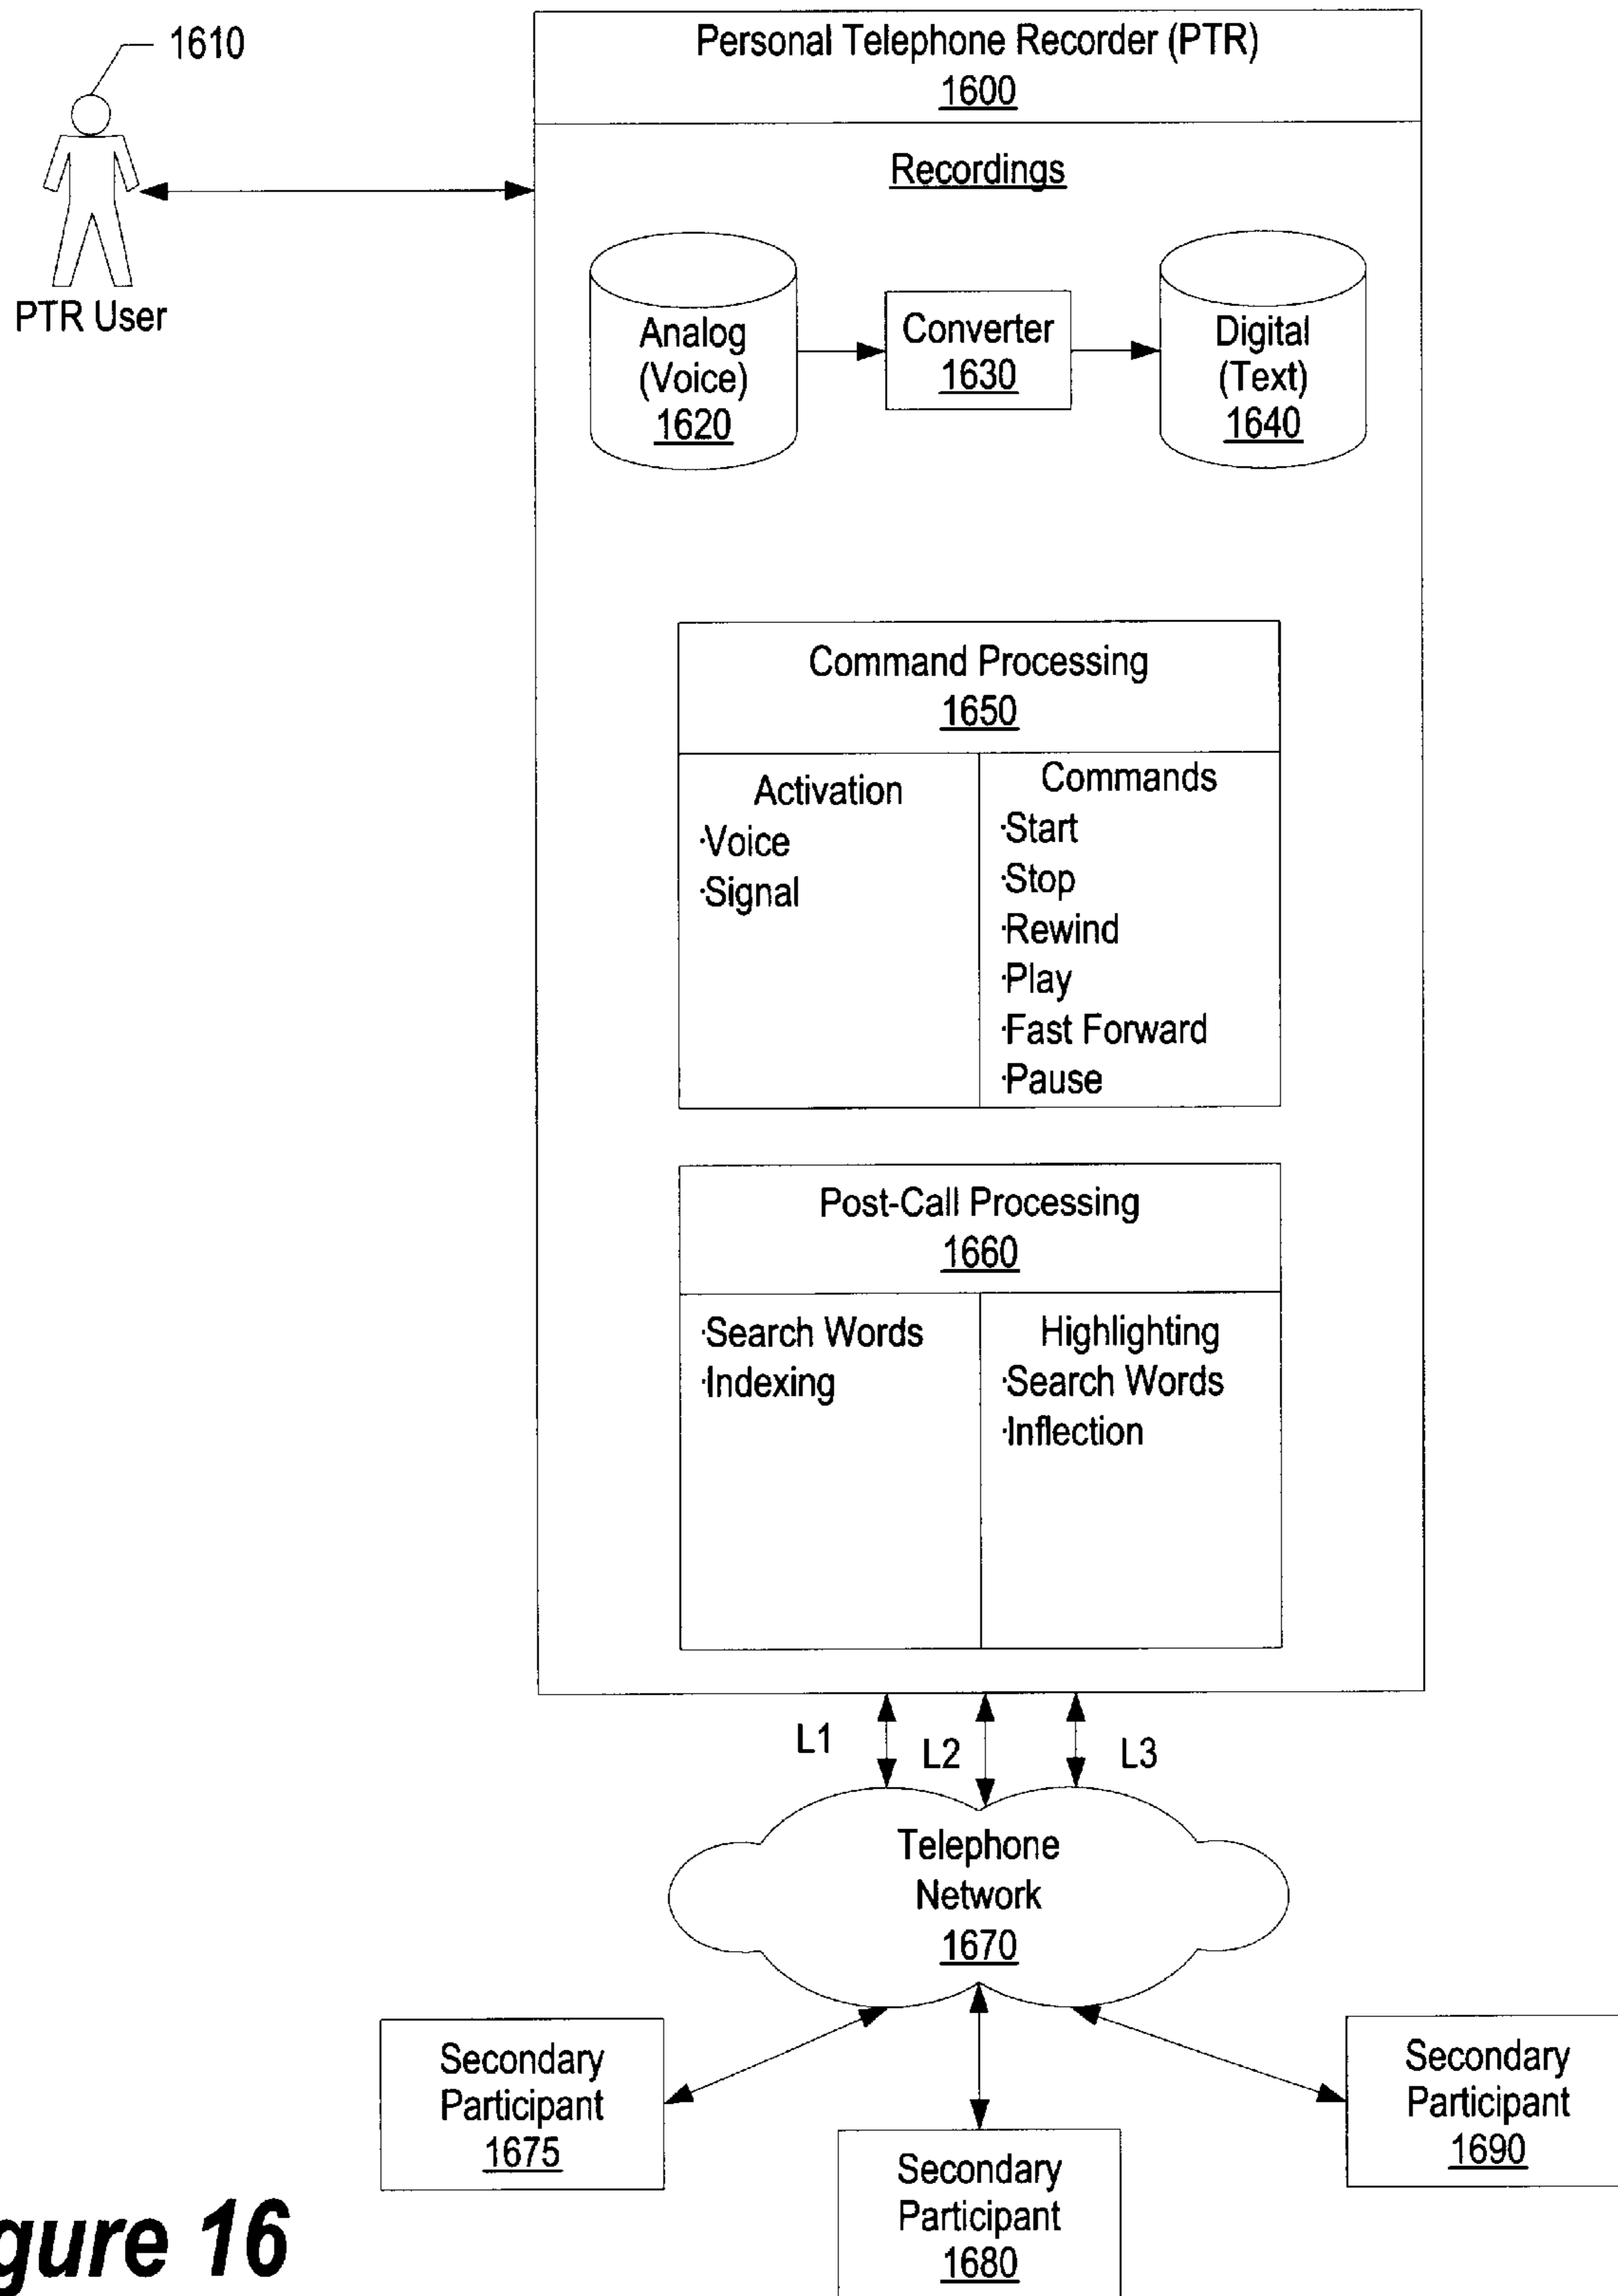 1610
Personal Telephone Recorder (PTR)
1600
Recordings
PTR User
Analog
(Voice)
1620
Converter
1630
Digital
(Text)
1640
Command Processing
1650
Activation
·Voice
·Signal
Commands
·Start
·Stop
·Rewind
·Play
·Fast Forward
·Pause
Post-Call Processing
1660
·Search Words
·Indexing
Highlighting
·Search Words
·Inflection
L1
L2
L3
Telephone
Network
1670
Secondary
Participant
1675
Secondary
Participant
1680
Secondary
Participant
1690
gure 16